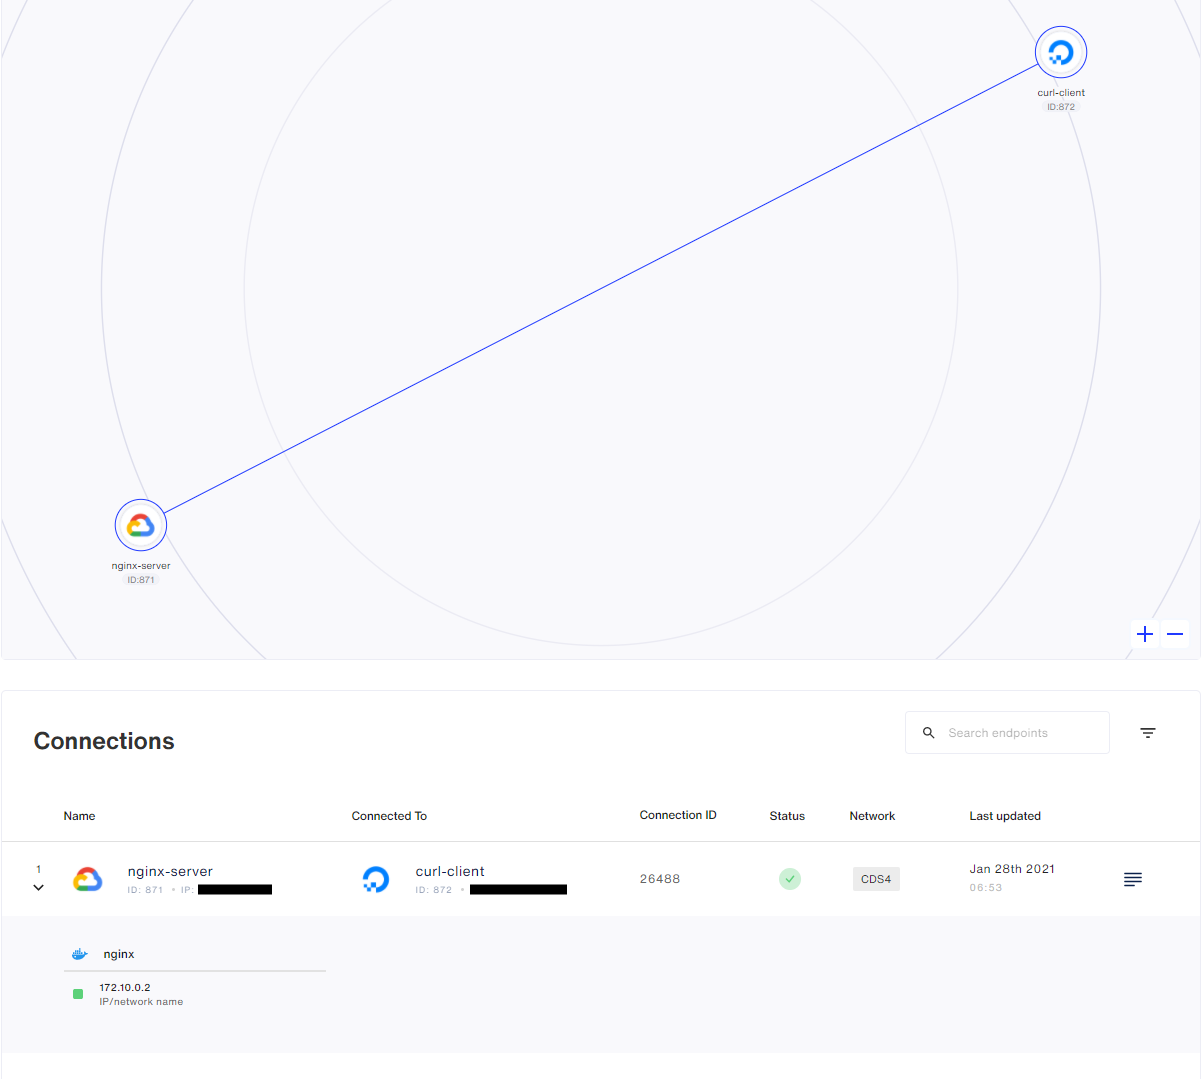 curl-client
ID:872
nginx-server
ID:871
Connections
Search endpoints
Name Connected To Connection ID Status Network Last updated
1 nginx-server curl-client 26488 CDS4 Jan 28th 2021
ID: 871 • IP: ID: 872 • 06:53
nginx
172.10.0.2
IP/network name